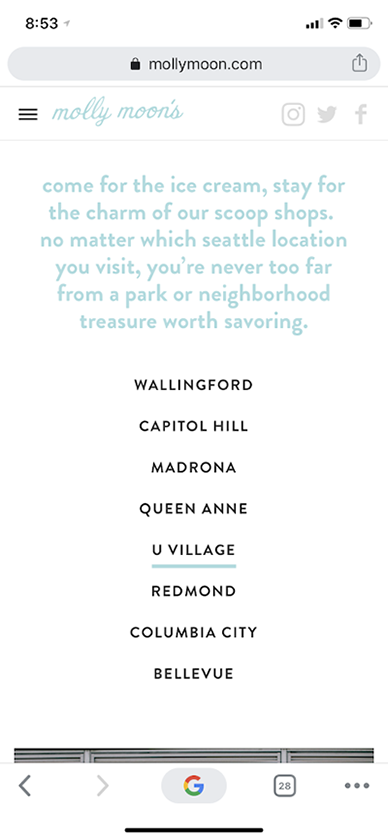 8:53
mollymoon.com
molly moon's
come for the ice cream, stay for
the charm of our scoop shops.
no matter which seattle location
you visit, you're never too far
from a park or neighborhood
treasure worth savoring.
WALLINGFORD
CAPITOL HILL
MADRONA
QUEEN ANNE
U VILLAGE
REDMOND
COLUMBIA CITY
BELLEVUE
28